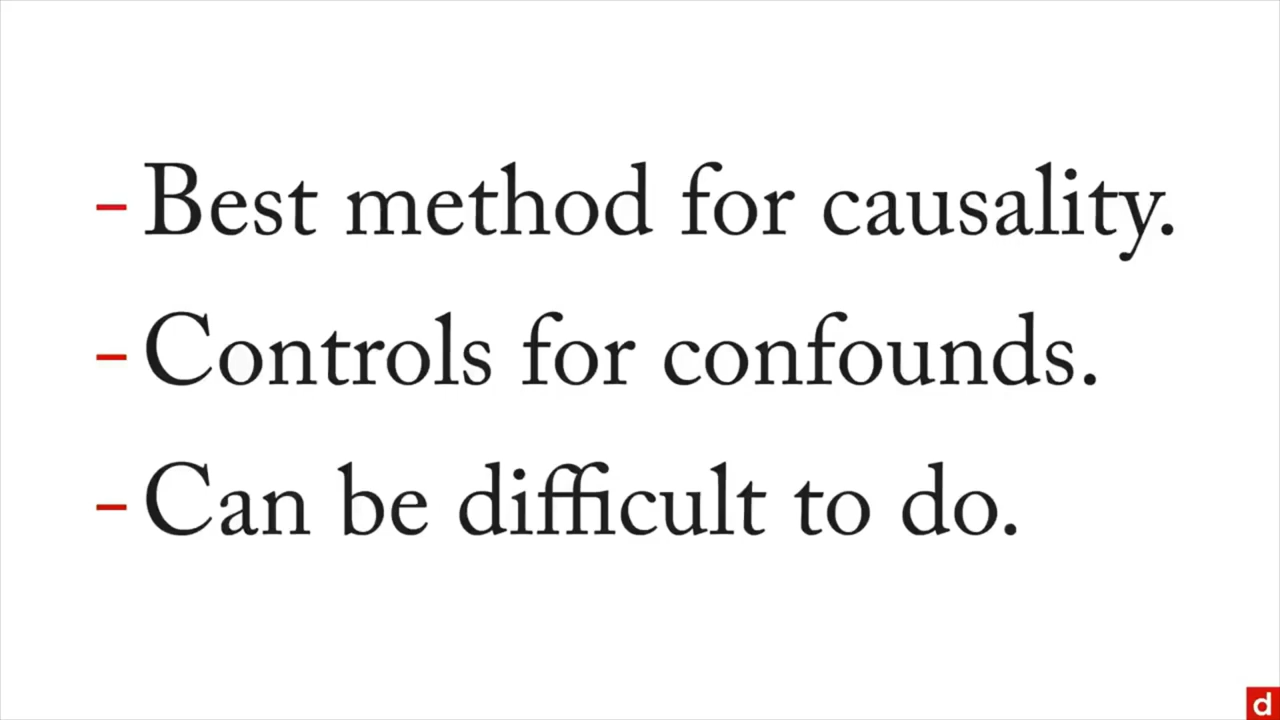 – Best method for causality.
– Controls for confounds.
– Can be difficult to do.
d